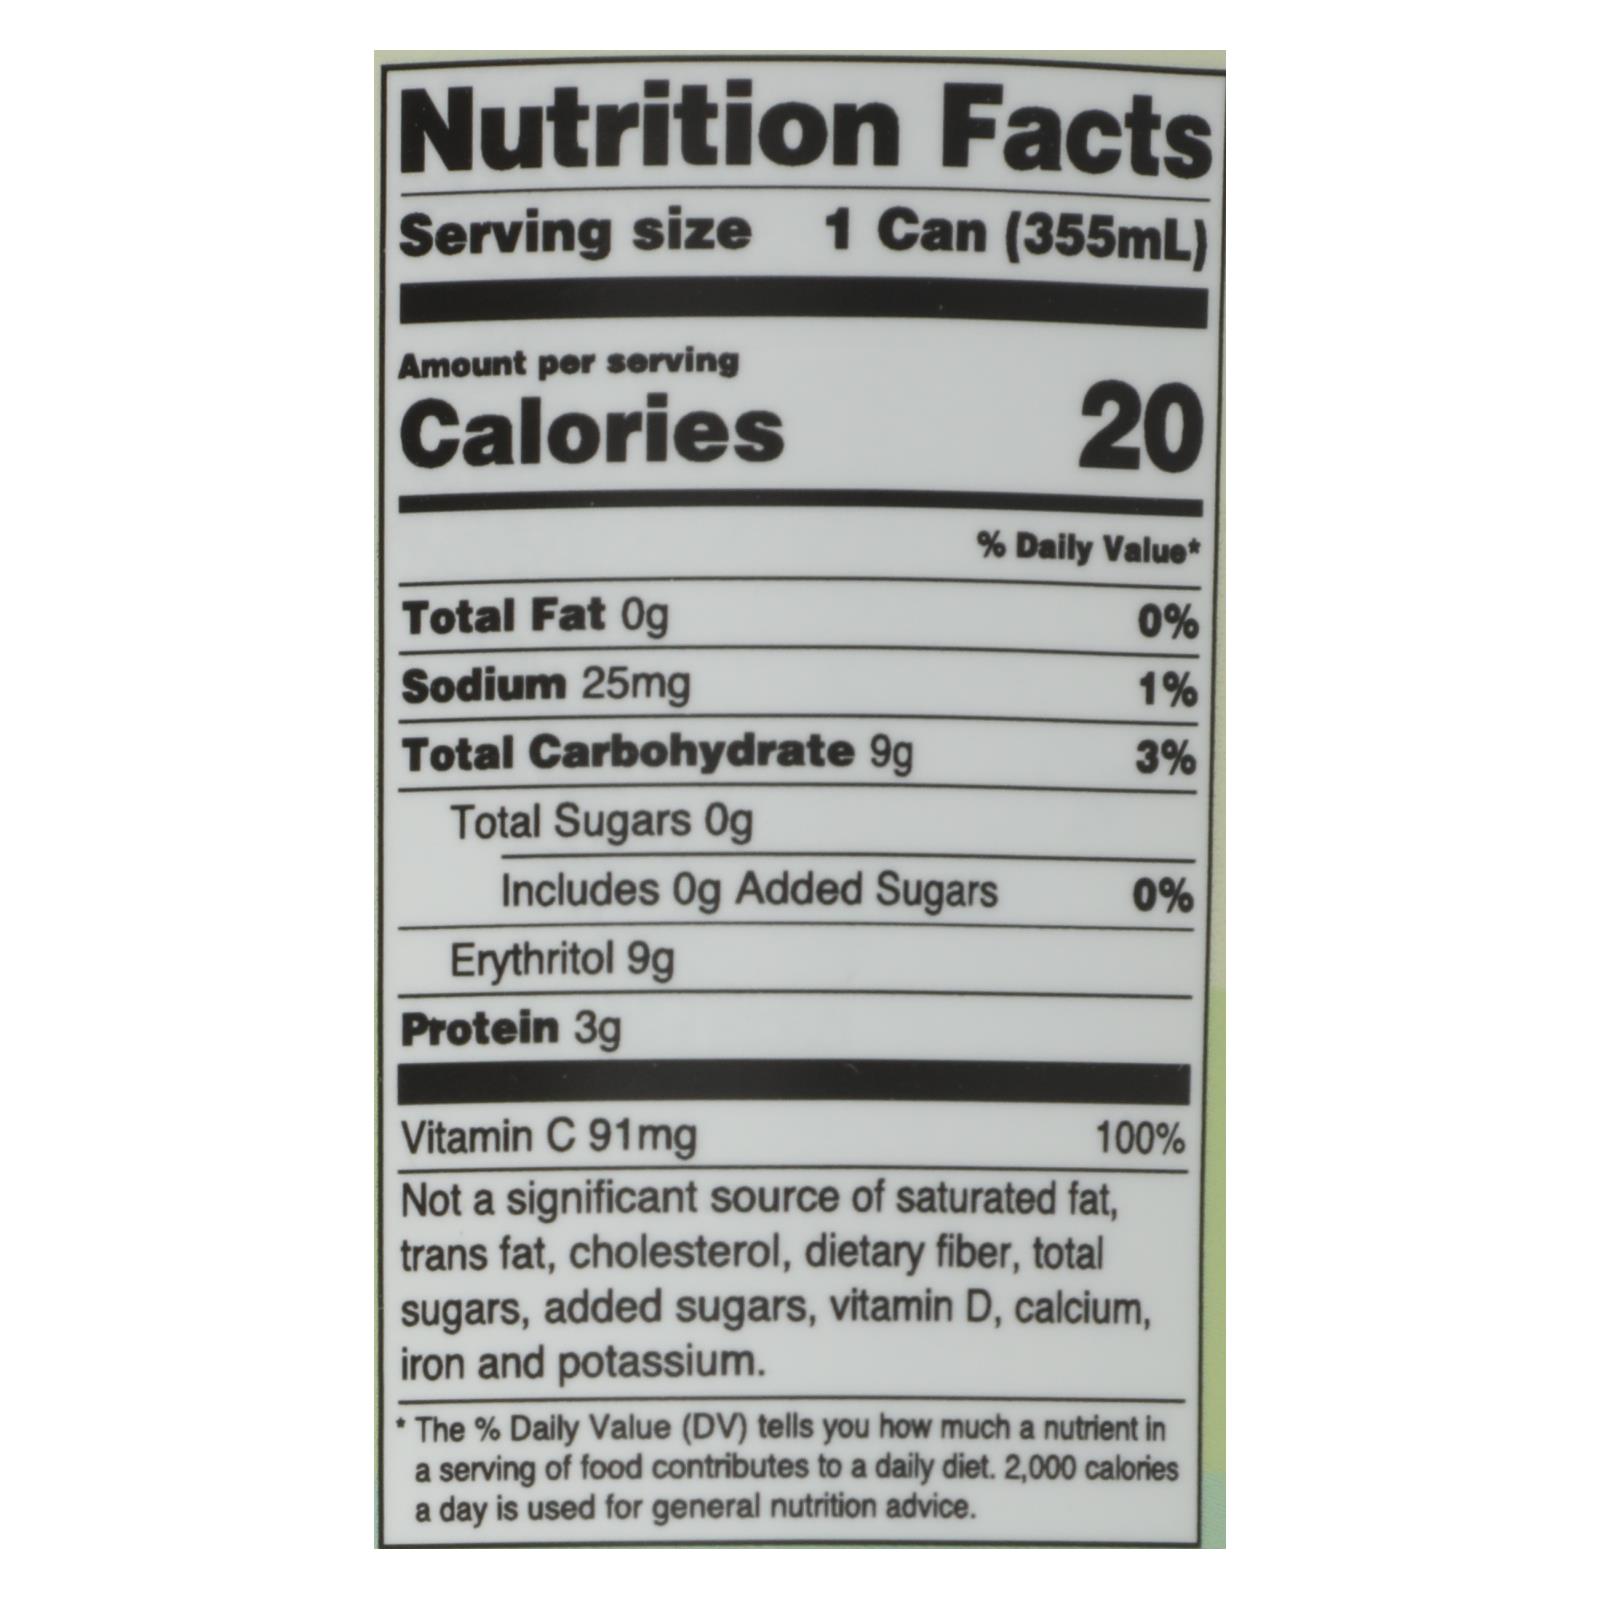 Nutrition Facts
Serving size 1 Can (355mL)
Amount per serving
Calories 20
% Daily Value*
Total Fat 0g 0%
Sodium 25mg 1%
Total Carbohydrate 9g 3%
Total Sugars 0g
Includes 0g Added Sugars 0%
Erythritol 9g
Protein 3g
Vitamin C 91mg 100%
Not a significant source of saturated fat,
trans fat, cholesterol, dietary fiber, total
sugars, added sugars, vitamin D, calcium,
iron and potassium.
* The % Daily Value (DV) tells you how much a nutrient in
a serving of food contributes to a daily diet. 2,000 calories
a day is used for general nutrition advice.